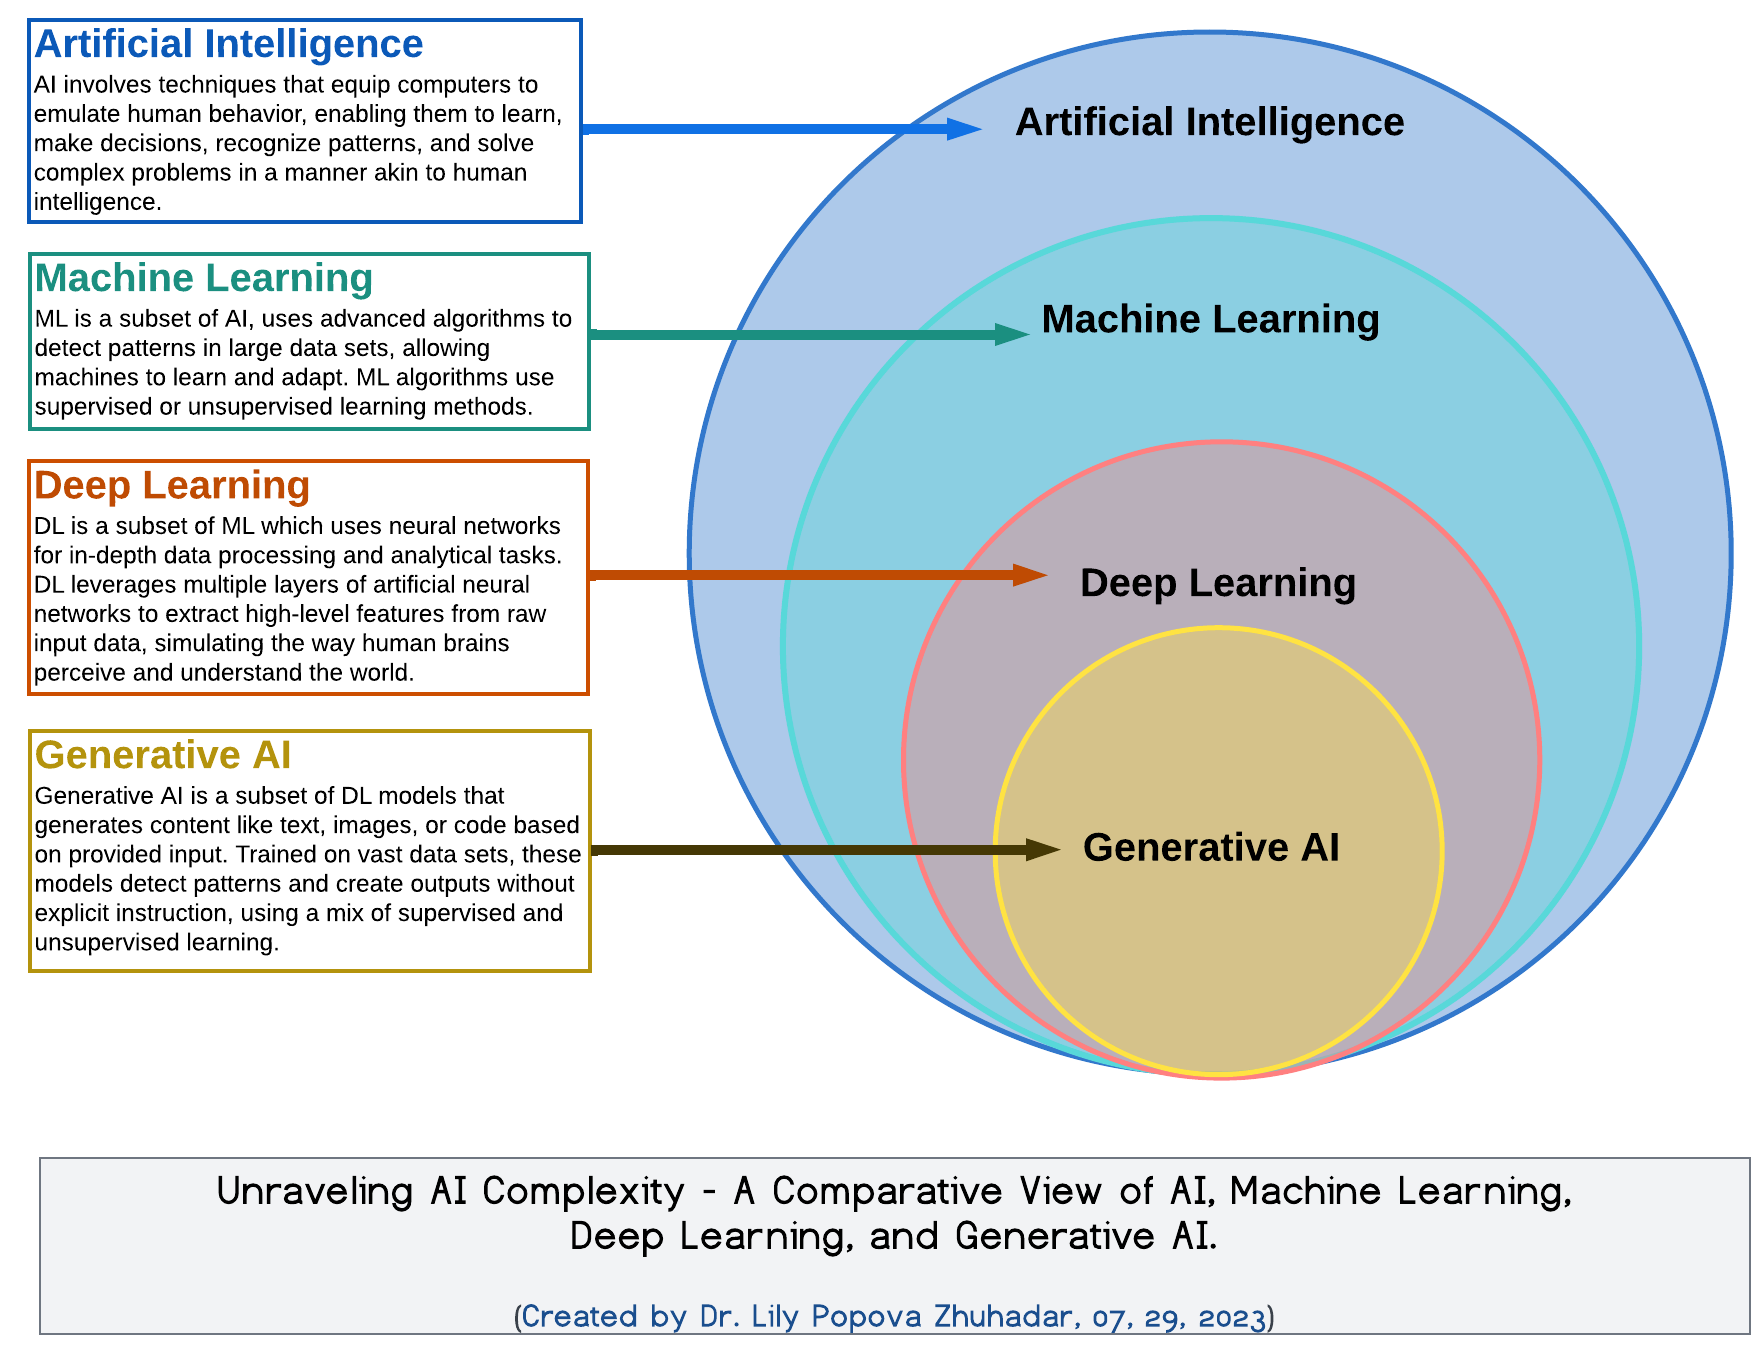 Artificial Intelligence
AI involves techniques that equip computers to
emulate human behavior, enabling them to learn,
make decisions, recognize patterns, and solve
complex problems in a manner akin to human
intelligence.
Machine Learning
ML is a subset of AI, uses advanced algorithms to
detect patterns in large data sets, allowing
machines to learn and adapt. ML algorithms use
supervised or unsupervised learning methods.
Deep Learning
DL is a subset of ML which uses neural networks
for in-depth data processing and analytical tasks.
DL leverages multiple layers of artificial neural
networks to extract high-level features from raw
input data, simulating the way human brains
perceive and understand the world.
Generative AI
Generative AI is a subset of DL models that
generates content like text, images, or code based
on provided input. Trained on vast data sets, these
models detect patterns and create outputs without
explicit instruction, using a mix of supervised and
unsupervised learning.
Artificial Intelligence
Machine Learning
Deep Learning
Generative AI
Unraveling AI Complexity - A Comparative View of AI, Machine Learning,
Deep Learning, and Generative AI.
(Created by Dr. Lily Popova Zhuhadar, 07, 29, 2023)